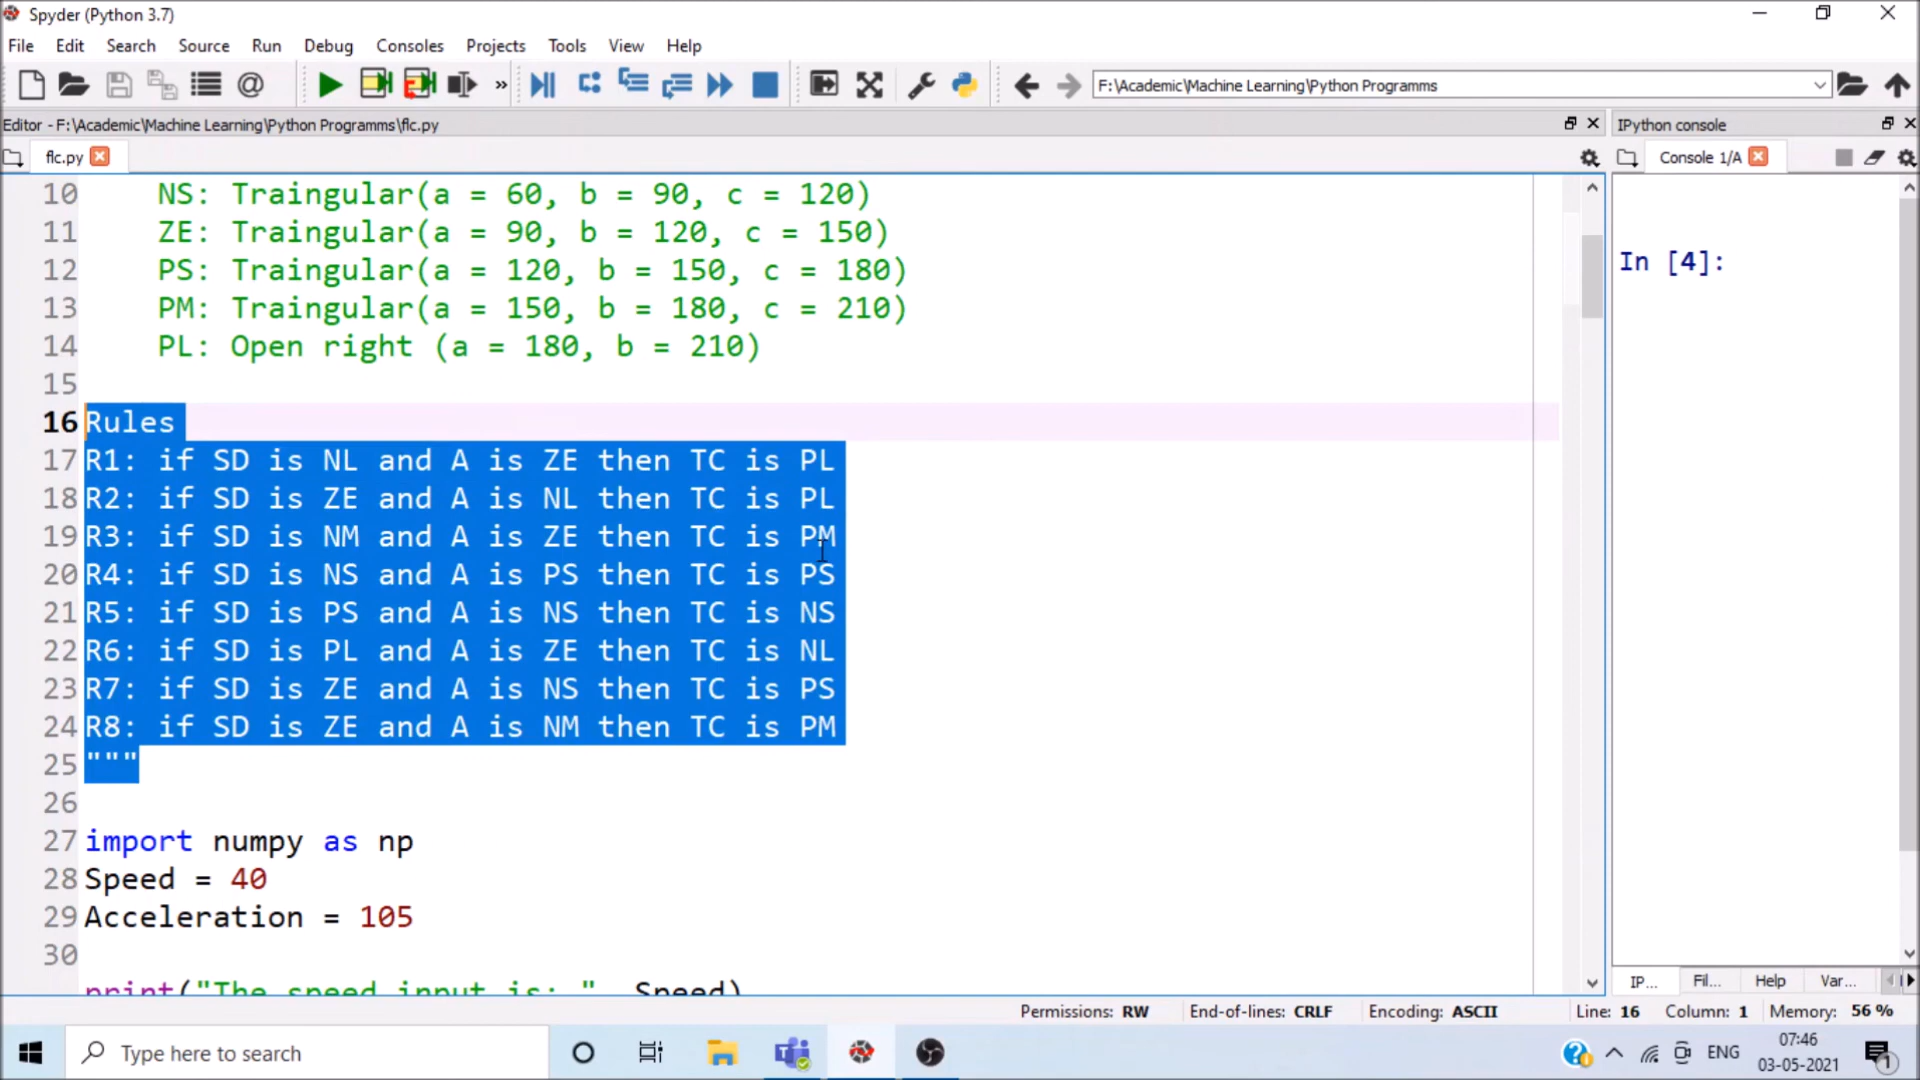 Spyder (Python 3.7)
File Edit Search Source Run Debug Consoles Projects Tools View Help
@ » F:\Academic\Machine Learning\Python Programms
Editor - F:\Academic\Machine Learning\Python Programms\flc.py
IPython console
flc.py
Console 1/A
10 NS: Traingular(a = 60, b = 90, c = 120)
11 ZE: Traingular(a = 90, b = 120, c = 150)
12 PS: Traingular(a = 120, b = 150, c = 180)
13 PM: Traingular(a = 150, b = 180, c = 210)
14 PL: Open right (a = 180, b = 210)
15
16 Rules
17 R1: if SD is NL and A is ZE then TC is PL
18 R2: if SD is ZE and A is NL then TC is PL
19 R3: if SD is NM and A is ZE then TC is PM
20 R4: if SD is NS and A is PS then TC is PS
21 R5: if SD is PS and A is NS then TC is NS
22 R6: if SD is PL and A is ZE then TC is NL
23 R7: if SD is ZE and A is NS then TC is PS
24 R8: if SD is ZE and A is NM then TC is PM
25 """
26
27 import numpy as np
28 Speed = 40
29 Acceleration = 105
30
print("The speed input is: ", Speed)
In [4]:
IP... Fil... Help Var...
Permissions: RW End-of-lines: CRLF Encoding: ASCII Line: 16 Column: 1 Memory: 56 %
Type here to search
ENG
07:46
03-05-2021
1